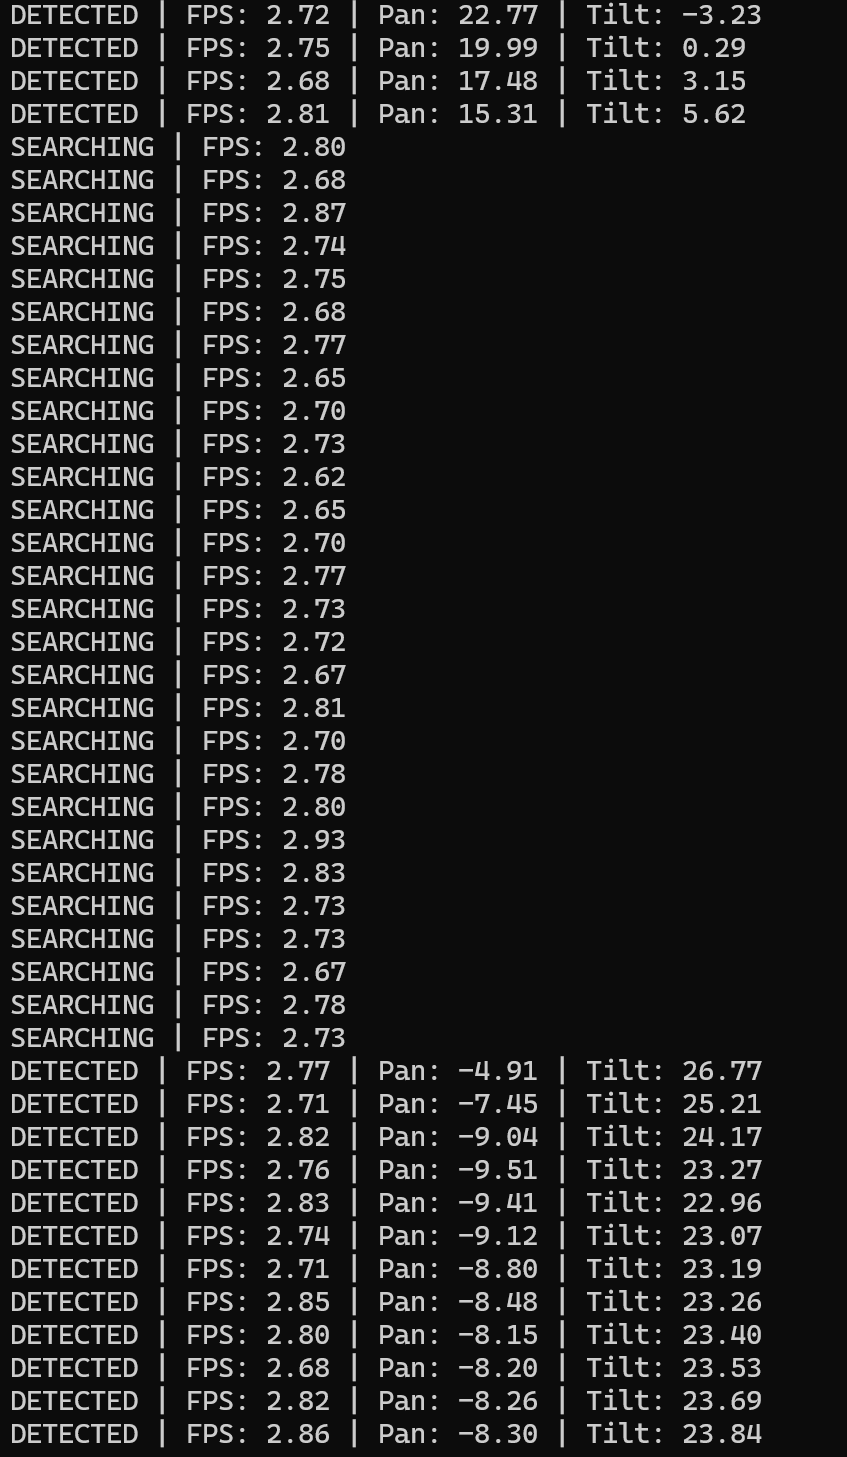 DETECTED | FPS: 2.72 | Pan: 22.77 | Tilt: -3.23
DETECTED | FPS: 2.75 | Pan: 19.99 | Tilt: 0.29
DETECTED | FPS: 2.68 | Pan: 17.48 | Tilt: 3.15
DETECTED | FPS: 2.81 | Pan: 15.31 | Tilt: 5.62
SEARCHING | FPS: 2.80
SEARCHING | FPS: 2.68
SEARCHING | FPS: 2.87
SEARCHING | FPS: 2.74
SEARCHING | FPS: 2.75
SEARCHING | FPS: 2.68
SEARCHING | FPS: 2.77
SEARCHING | FPS: 2.65
SEARCHING | FPS: 2.70
SEARCHING | FPS: 2.73
SEARCHING | FPS: 2.62
SEARCHING | FPS: 2.65
SEARCHING | FPS: 2.70
SEARCHING | FPS: 2.77
SEARCHING | FPS: 2.73
SEARCHING | FPS: 2.72
SEARCHING | FPS: 2.67
SEARCHING | FPS: 2.81
SEARCHING | FPS: 2.70
SEARCHING | FPS: 2.78
SEARCHING | FPS: 2.80
SEARCHING | FPS: 2.93
SEARCHING | FPS: 2.83
SEARCHING | FPS: 2.73
SEARCHING | FPS: 2.73
SEARCHING | FPS: 2.67
SEARCHING | FPS: 2.78
SEARCHING | FPS: 2.73
DETECTED | FPS: 2.77 | Pan: -4.91 | Tilt: 26.77
DETECTED | FPS: 2.71 | Pan: -7.45 | Tilt: 25.21
DETECTED | FPS: 2.82 | Pan: -9.04 | Tilt: 24.17
DETECTED | FPS: 2.76 | Pan: -9.51 | Tilt: 23.27
DETECTED | FPS: 2.83 | Pan: -9.41 | Tilt: 22.96
DETECTED | FPS: 2.74 | Pan: -9.12 | Tilt: 23.07
DETECTED | FPS: 2.71 | Pan: -8.80 | Tilt: 23.19
DETECTED | FPS: 2.85 | Pan: -8.48 | Tilt: 23.26
DETECTED | FPS: 2.80 | Pan: -8.15 | Tilt: 23.40
DETECTED | FPS: 2.68 | Pan: -8.20 | Tilt: 23.53
DETECTED | FPS: 2.82 | Pan: -8.26 | Tilt: 23.69
DETECTED | FPS: 2.86 | Pan: -8.30 | Tilt: 23.84